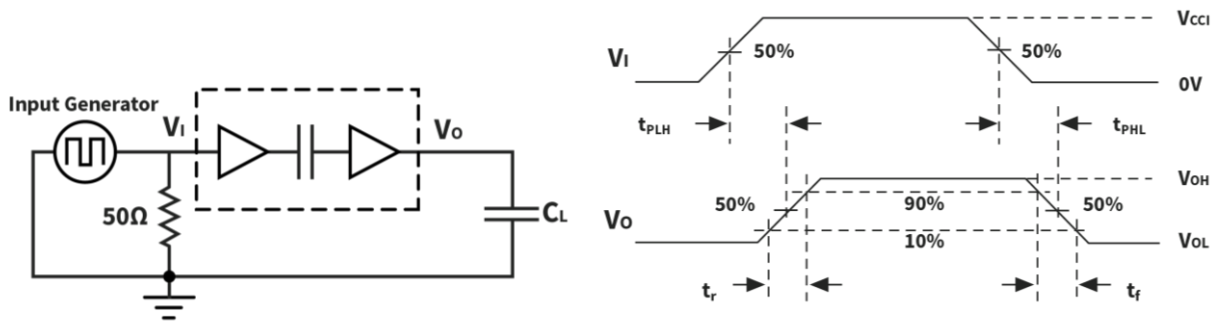 Input Generator
VI
VO
50Ω
CL
VI
50%
50%
VCCI
0V
tPLH
tPHL
VO
50%
90%
10%
50%
VOH
VOL
tr
tf